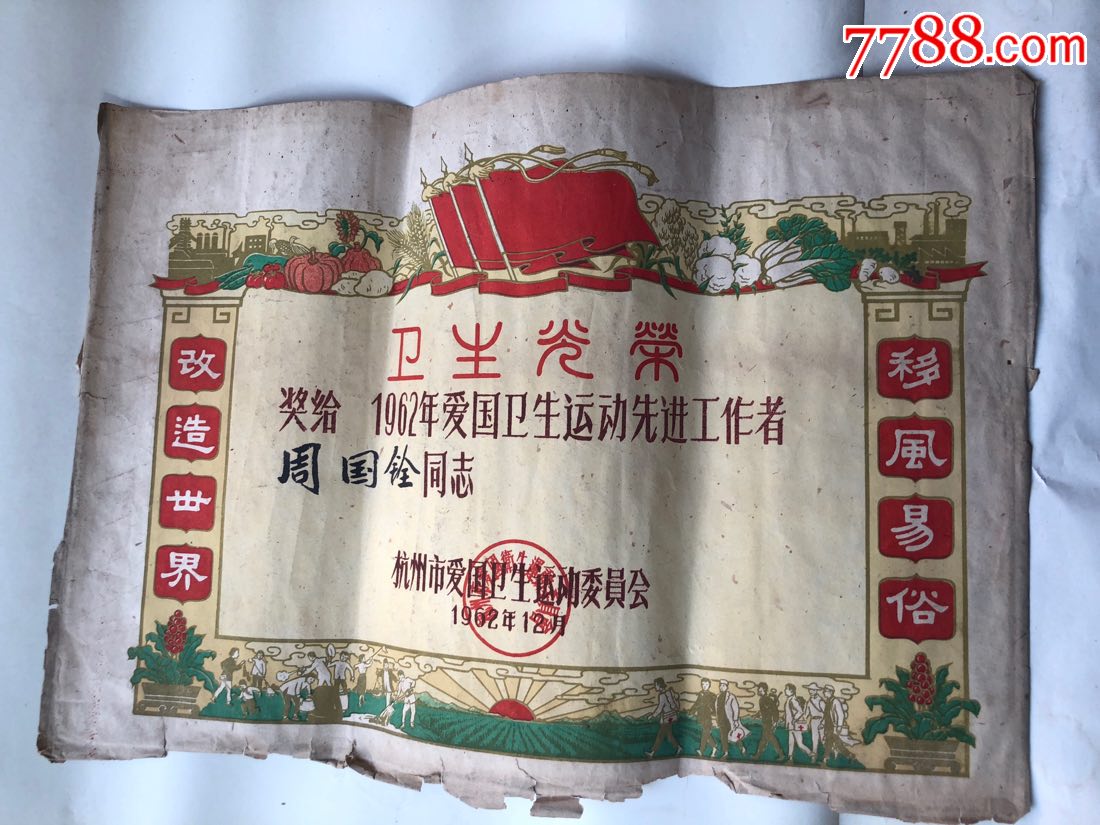 7788.com
卫生光榮
奖给 1962年爱国卫生运动先进工作者
周国铨同志
杭州市爱国卫生运动委員会
1962年12月
移風易俗
改造世界